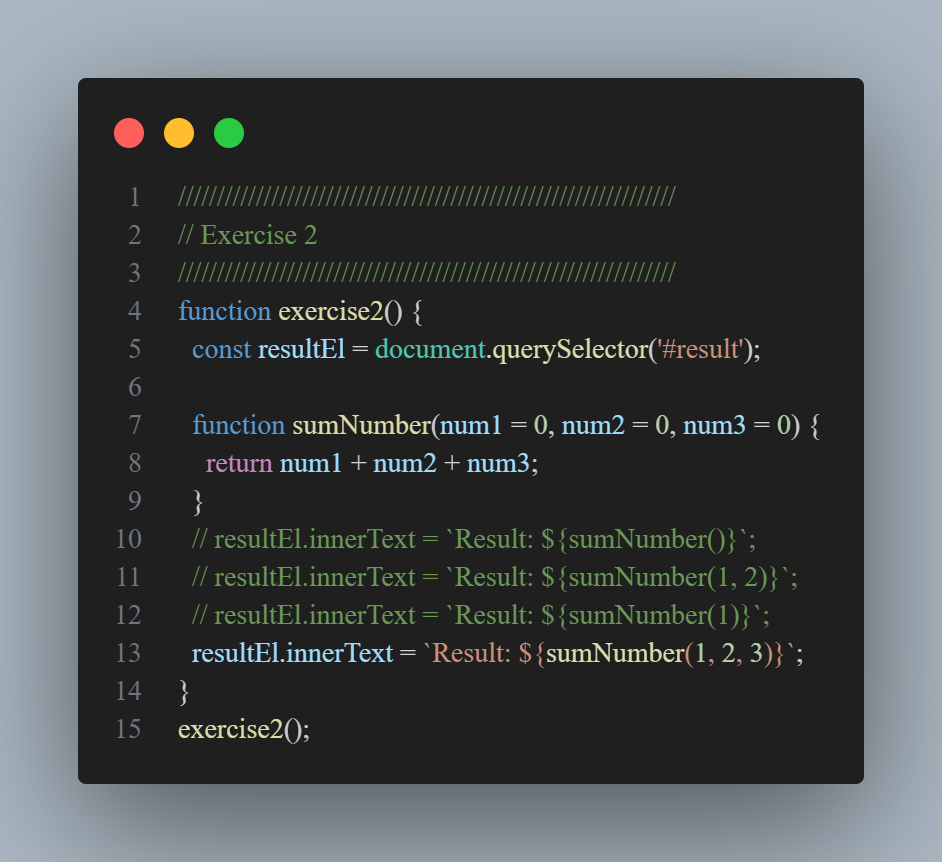 1 ////////////////////////////////////////////////////////////////
2 // Exercise 2
3 ////////////////////////////////////////////////////////////////
4 function exercise2() {
5   const resultEl = document.querySelector('#result');
6
7   function sumNumber(num1 = 0, num2 = 0, num3 = 0) {
8     return num1 + num2 + num3;
9   }
10   // resultEl.innerText = `Result: ${sumNumber()}`;
11   // resultEl.innerText = `Result: ${sumNumber(1, 2)}`;
12   // resultEl.innerText = `Result: ${sumNumber(1)}`;
13   resultEl.innerText = `Result: ${sumNumber(1, 2, 3)}`;
14 }
15 exercise2();